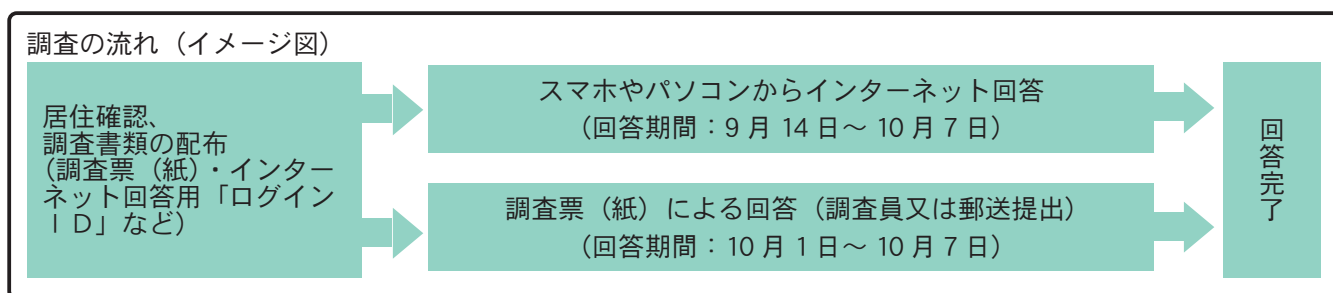 調査の流れ（イメージ図）
居住確認、
調査書類の配布
（調査票（紙）・インター
ネット回答用「ログイン
ＩＤ」など）
スマホやパソコンからインターネット回答
（回答期間：9 月 14 日～ 10 月 7 日）
調査票（紙）による回答（調査員又は郵送提出）
（回答期間：10 月 1 日～ 10 月 7 日）
回答完了